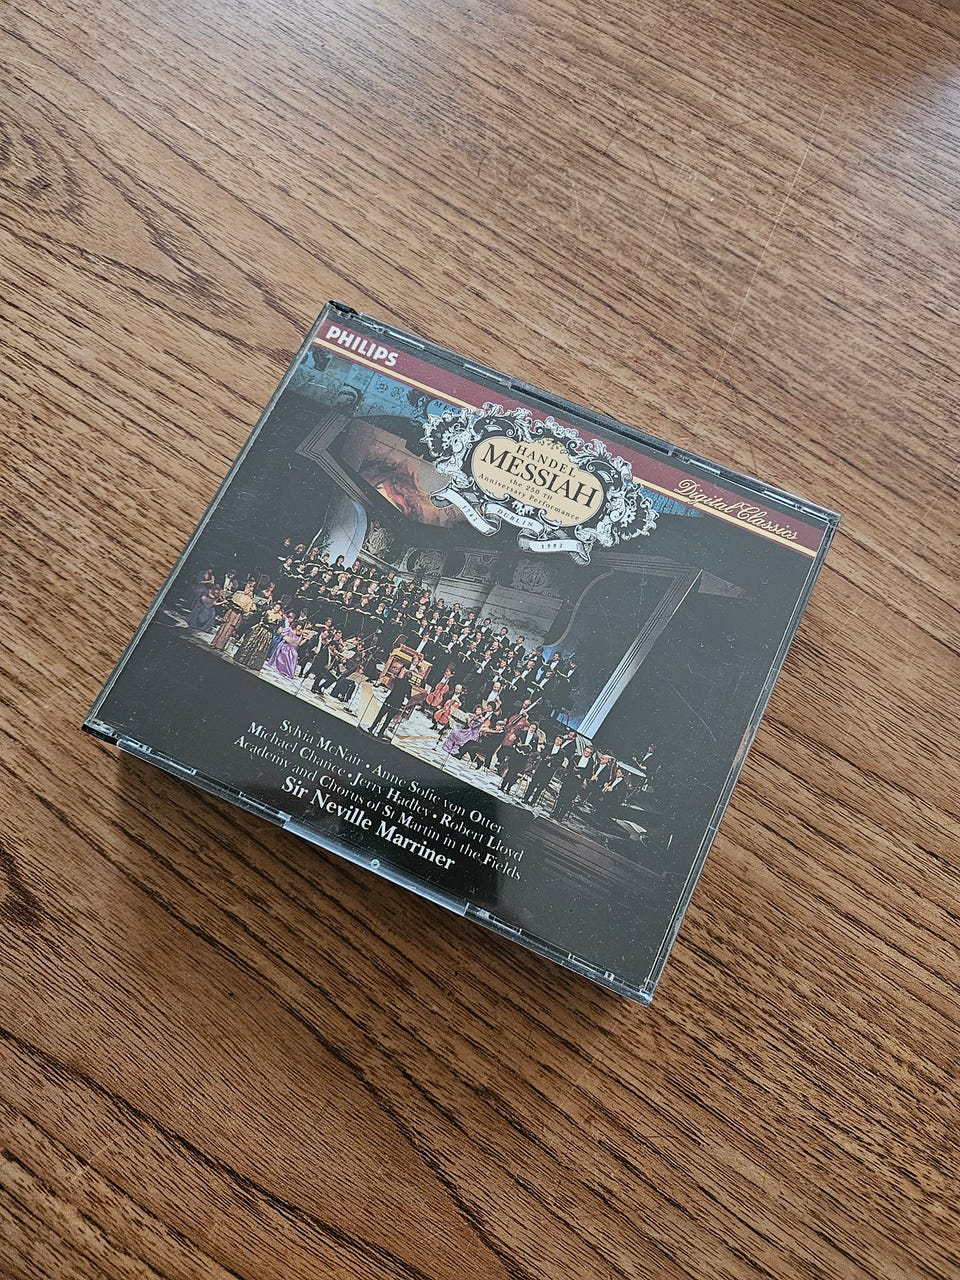 PHILIPS
Digital Classics
HANDEL
MESSIAH
the 250 TH
Anniversary Performance
DUBLIN
1992
Sylvia McNair • Anne Sofie von Otter
Michael Chance • Jerry Hadley • Robert Lloyd
Academy and Chorus of St Martin in the Fields
Sir Neville Marriner